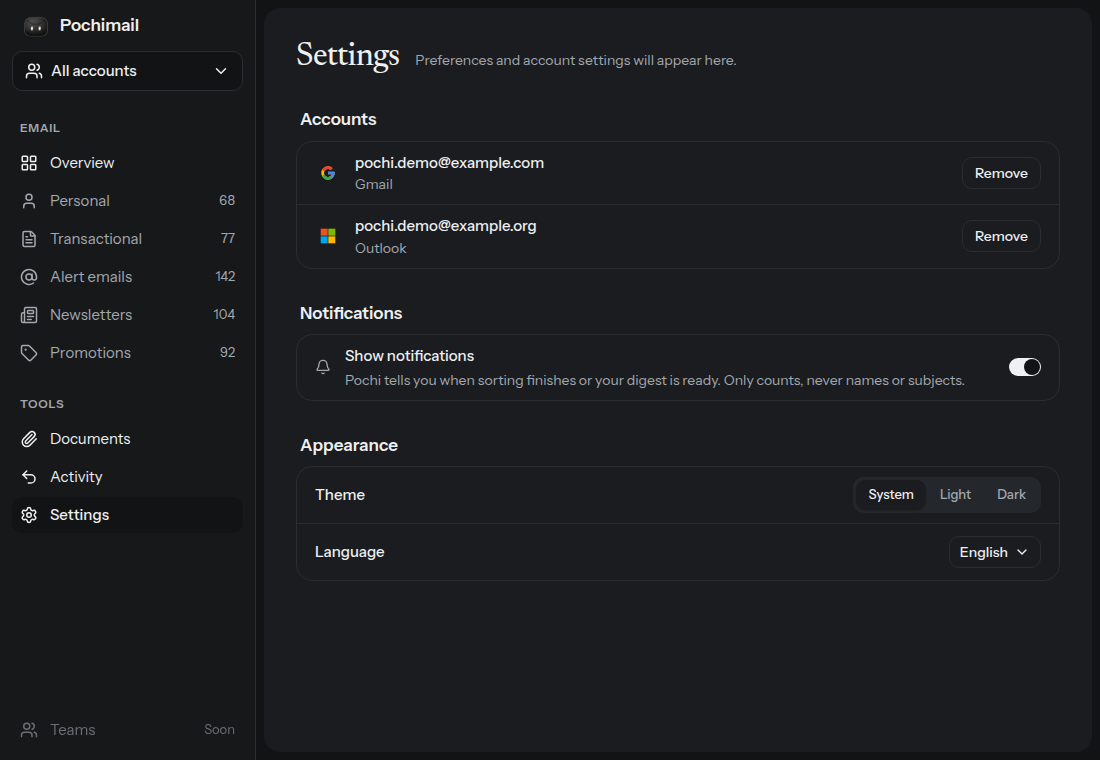 Pochimail
All accounts
EMAIL
Overview
Personal 68
Transactional 77
Alert emails 142
Newsletters 104
Promotions 92
TOOLS
Documents
Activity
Settings
Teams Soon
Settings Preferences and account settings will appear here.
Accounts
pochi.demo@example.com
Gmail
Remove
pochi.demo@example.org
Outlook
Remove
Notifications
Show notifications
Pochi tells you when sorting finishes or your digest is ready. Only counts, never names or subjects.
Appearance
Theme System Light Dark
Language English